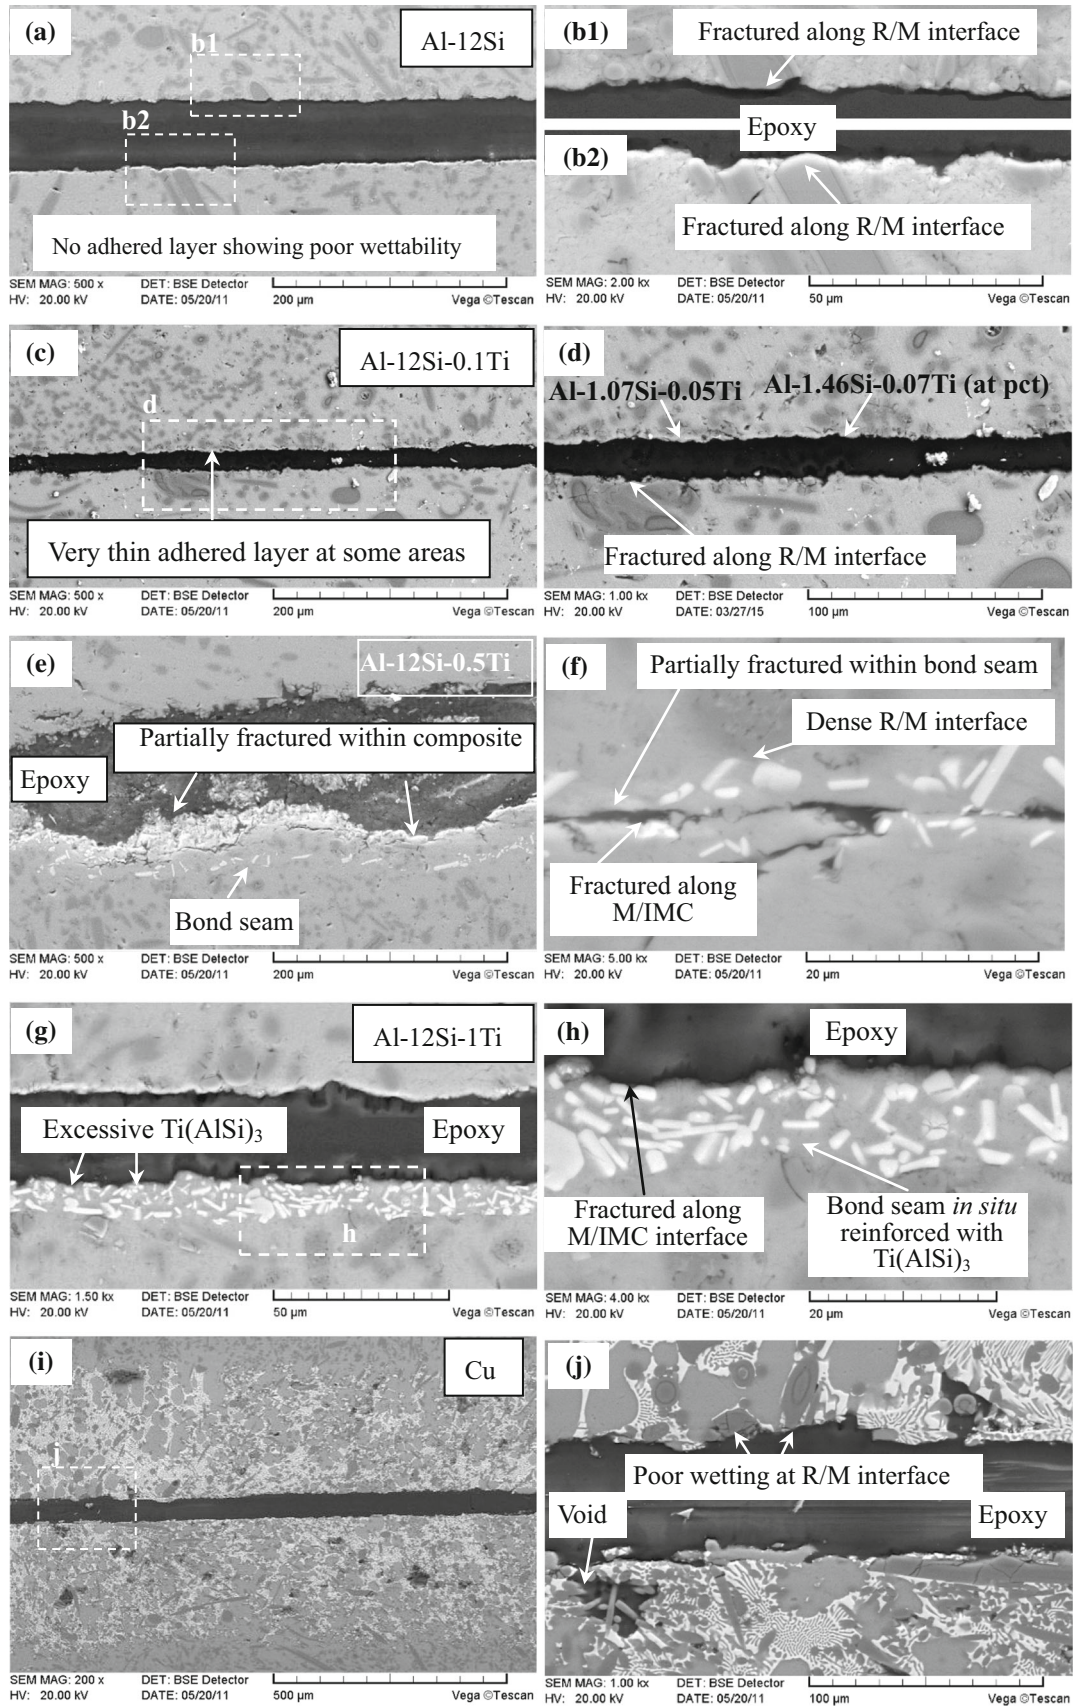 (a)
b1
Al-12Si
b2
No adhered layer showing poor wettability
SEM MAG: 500 x DET: BSE Detector
HV: 20.00 kV DATE: 05/20/11 200 µm Vega ©Tescan
(b1)
Fractured along R/M interface
Epoxy
(b2)
Fractured along R/M interface
SEM MAG: 2.00 kx DET: BSE Detector
HV: 20.00 kV DATE: 05/20/11 50 µm Vega ©Tescan
(c)
Al-12Si-0.1Ti
d
Very thin adhered layer at some areas
SEM MAG: 500 x DET: BSE Detector
HV: 20.00 kV DATE: 05/20/11 200 µm Vega ©Tescan
(d)
Al-1.07Si-0.05Ti
Al-1.46Si-0.07Ti (at pct)
Fractured along R/M interface
SEM MAG: 1.00 kx DET: BSE Detector
HV: 20.00 kV DATE: 03/27/15 100 µm Vega ©Tescan
(e)
Al-12Si-0.5Ti
Partially fractured within composite
Epoxy
Bond seam
SEM MAG: 500 x DET: BSE Detector
HV: 20.00 kV DATE: 05/20/11 200 µm Vega ©Tescan
(f)
Partially fractured within bond seam
Dense R/M interface
Fractured along
M/IMC
SEM MAG: 5.00 kx DET: BSE Detector
HV: 20.00 kV DATE: 05/20/11 20 µm Vega ©Tescan
(g)
Al-12Si-1Ti
Excessive Ti(AlSi)₃
Epoxy
h
SEM MAG: 1.50 kx DET: BSE Detector
HV: 20.00 kV DATE: 05/20/11 50 µm Vega ©Tescan
(h)
Epoxy
Fractured along
M/IMC interface
Bond seam in situ
reinforced with
Ti(AlSi)₃
SEM MAG: 4.00 kx DET: BSE Detector
HV: 20.00 kV DATE: 05/20/11 20 µm Vega ©Tescan
(i)
Cu
j
SEM MAG: 200 x DET: BSE Detector
HV: 20.00 kV DATE: 05/20/11 500 µm Vega ©Tescan
(j)
Poor wetting at R/M interface
Void
Epoxy
SEM MAG: 1.00 kx DET: BSE Detector
HV: 20.00 kV DATE: 05/20/11 100 µm Vega ©Tescan